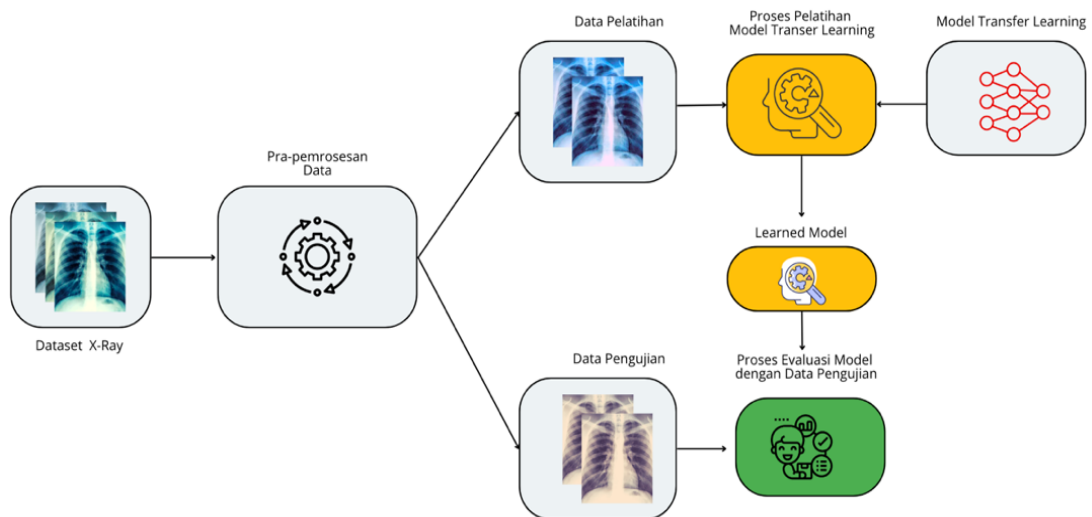 Data Pelatihan
Proses Pelatihan
Model Transer Learning
Model Transfer Learning
Pra-pemrosesan
Data
Dataset X-Ray
Learned Model
Data Pengujian
Proses Evaluasi Model
dengan Data Pengujian